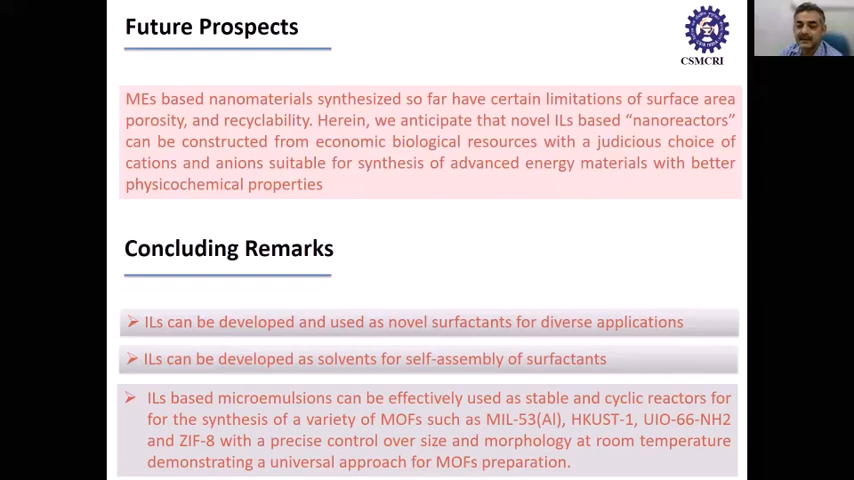 Future Prospects
CSMCRI
MEs based nanomaterials synthesized so far have certain limitations of surface area
porosity, and recyclability. Herein, we anticipate that novel ILs based “nanoreactors”
can be constructed from economic biological resources with a judicious choice of
cations and anions suitable for synthesis of advanced energy materials with better
physicochemical properties
Concluding Remarks
➢ ILs can be developed and used as novel surfactants for diverse applications
➢ ILs can be developed as solvents for self-assembly of surfactants
➢ ILs based microemulsions can be effectively used as stable and cyclic reactors for
for the synthesis of a variety of MOFs such as MIL-53(Al), HKUST-1, UIO-66-NH2
and ZIF-8 with a precise control over size and morphology at room temperature
demonstrating a universal approach for MOFs preparation.